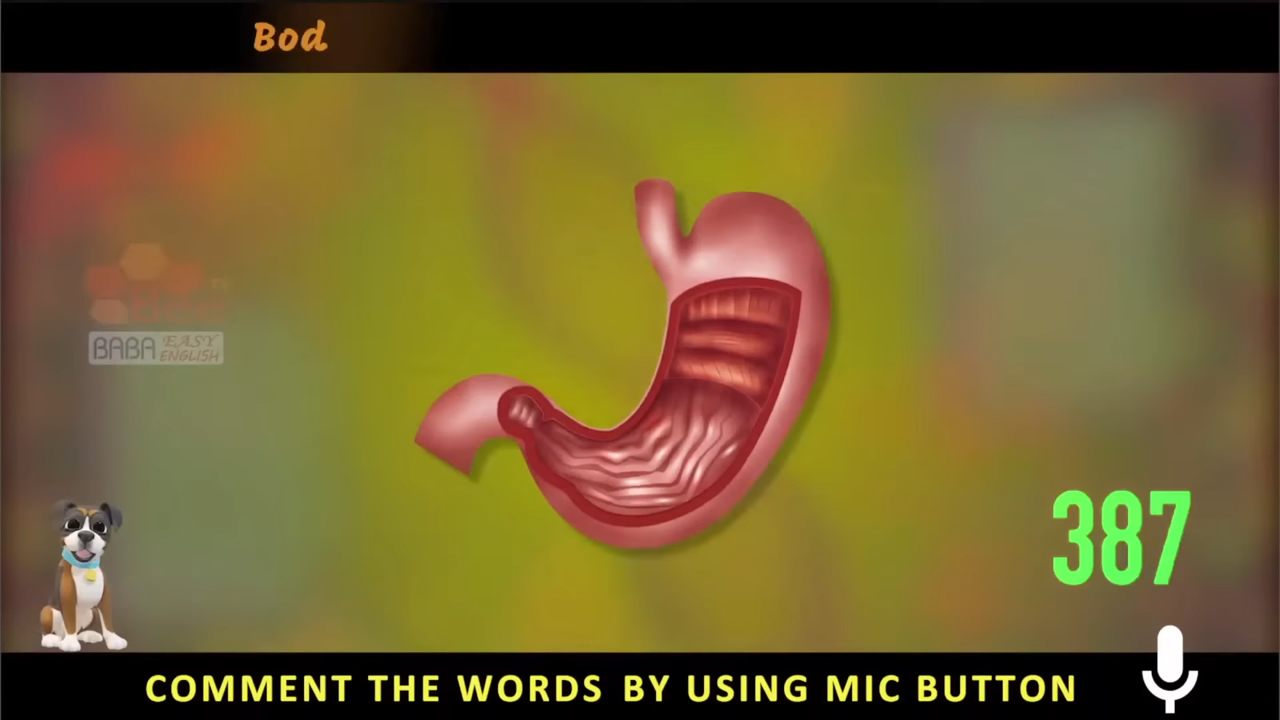 Bod
BABA EASY
ENGLISH
387
COMMENT THE WORDS BY USING MIC BUTTON